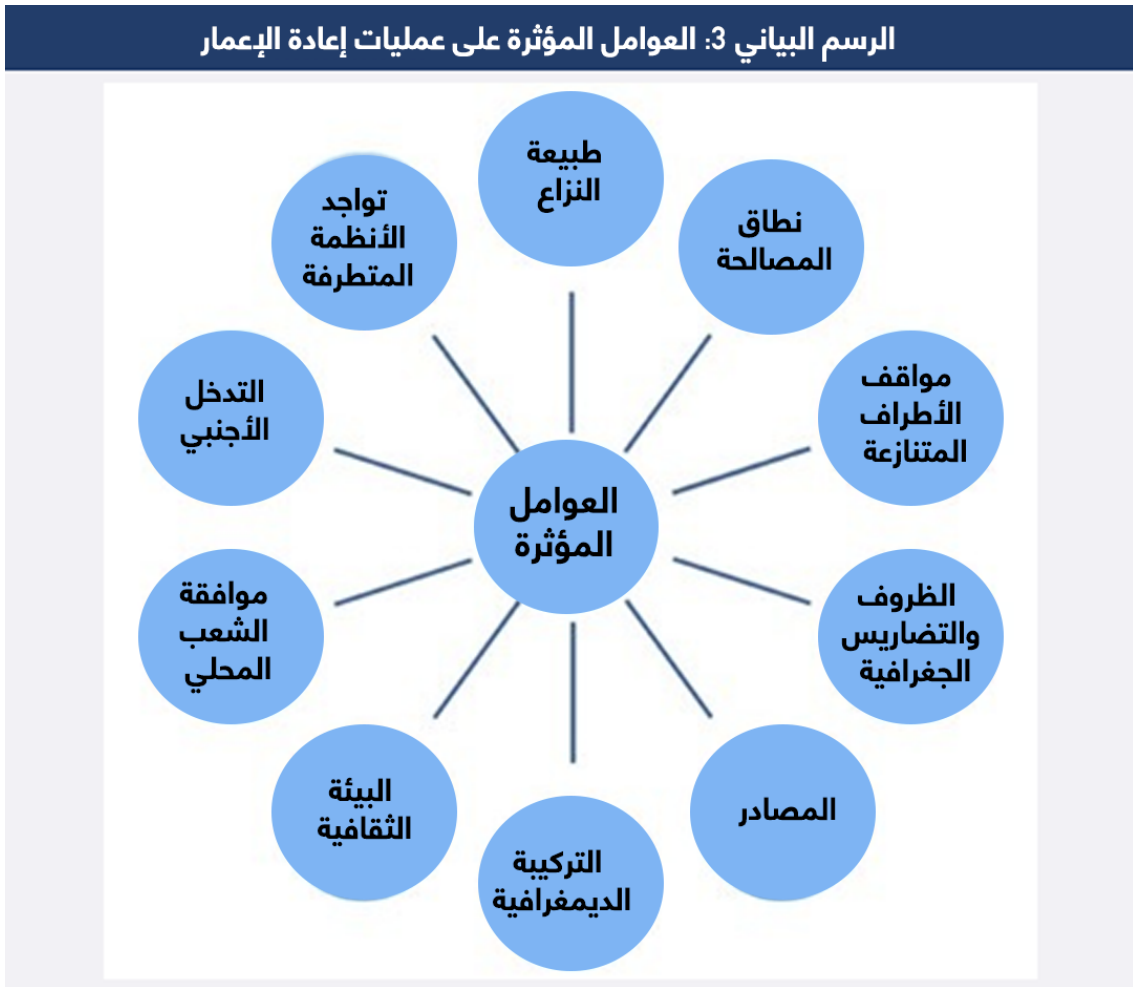 الرسم البياني 3: العوامل المؤثرة على عمليات إعادة الإعمار
طبيعة
النزاع
نطاق
المصالحة
مواقف
الأطراف
المتنازعة
الظروف
والتضاريس
الجغرافية
المصادر
التركيبة
الديمغرافية
البيئة
الثقافية
موافقة
الشعب
المحلي
التدخل
الأجنبي
تواجد
الأنظمة
المتطرفة
العوامل
المؤثرة